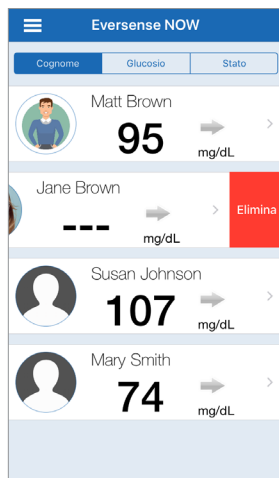 Eversense NOW
Cognome Glucosio Stato
Matt Brown
95
mg/dL
Jane Brown
---
mg/dL
Elimina
Susan Johnson
107
mg/dL
Mary Smith
74
mg/dL